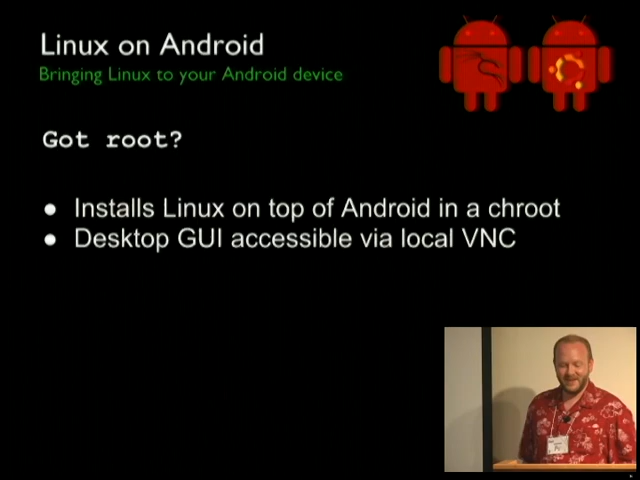 Linux on Android
Bringing Linux to your Android device
Got root?
● Installs Linux on top of Android in a chroot
● Desktop GUI accessible via local VNC